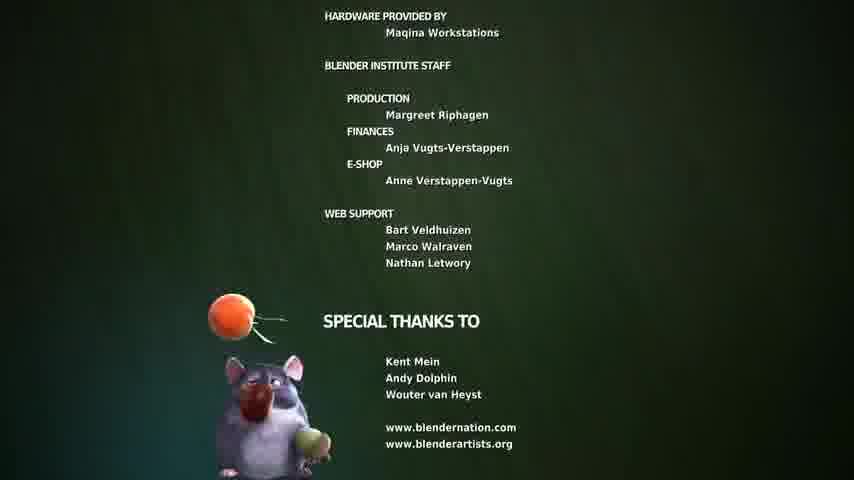 HARDWARE PROVIDED BY
Maqina Workstations
BLENDER INSTITUTE STAFF
PRODUCTION
Margreet Riphagen
FINANCES
Anja Vugts-Verstappen
E-SHOP
Anne Verstappen-Vugts
WEB SUPPORT
Bart Veldhuizen
Marco Walraven
Nathan Letwory
SPECIAL THANKS TO
Kent Mein
Andy Dolphin
Wouter van Heyst
www.blendernation.com
www.blenderartists.org